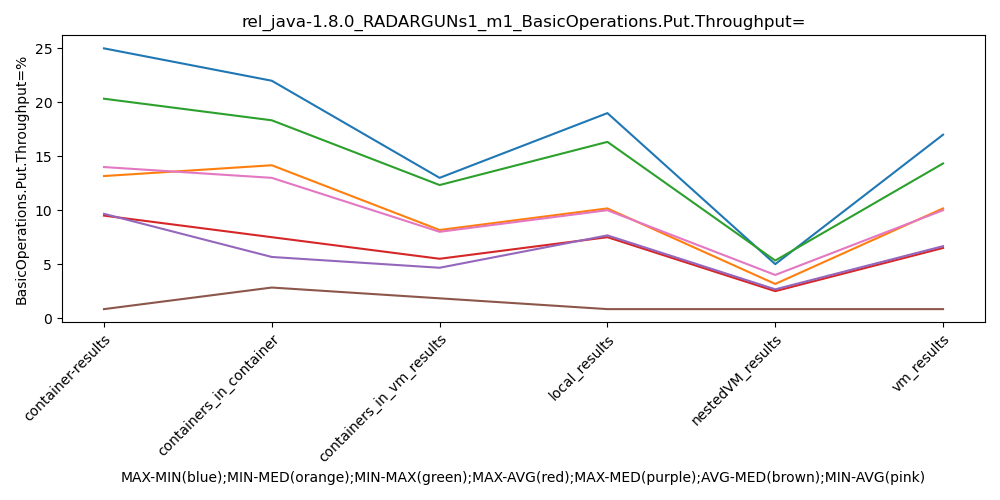 rel_java-1.8.0_RADARGUNs1_m1_BasicOperations.Put.Throughput=
BasicOperations.Put.Throughput=%
25
20
15
10
5
0
container-results
containers_in_container
containers_in_vm_results
local_results
nestedVM_results
vm_results
MAX-MIN(blue);MIN-MED(orange);MIN-MAX(green);MAX-AVG(red);MAX-MED(purple);AVG-MED(brown);MIN-AVG(pink)